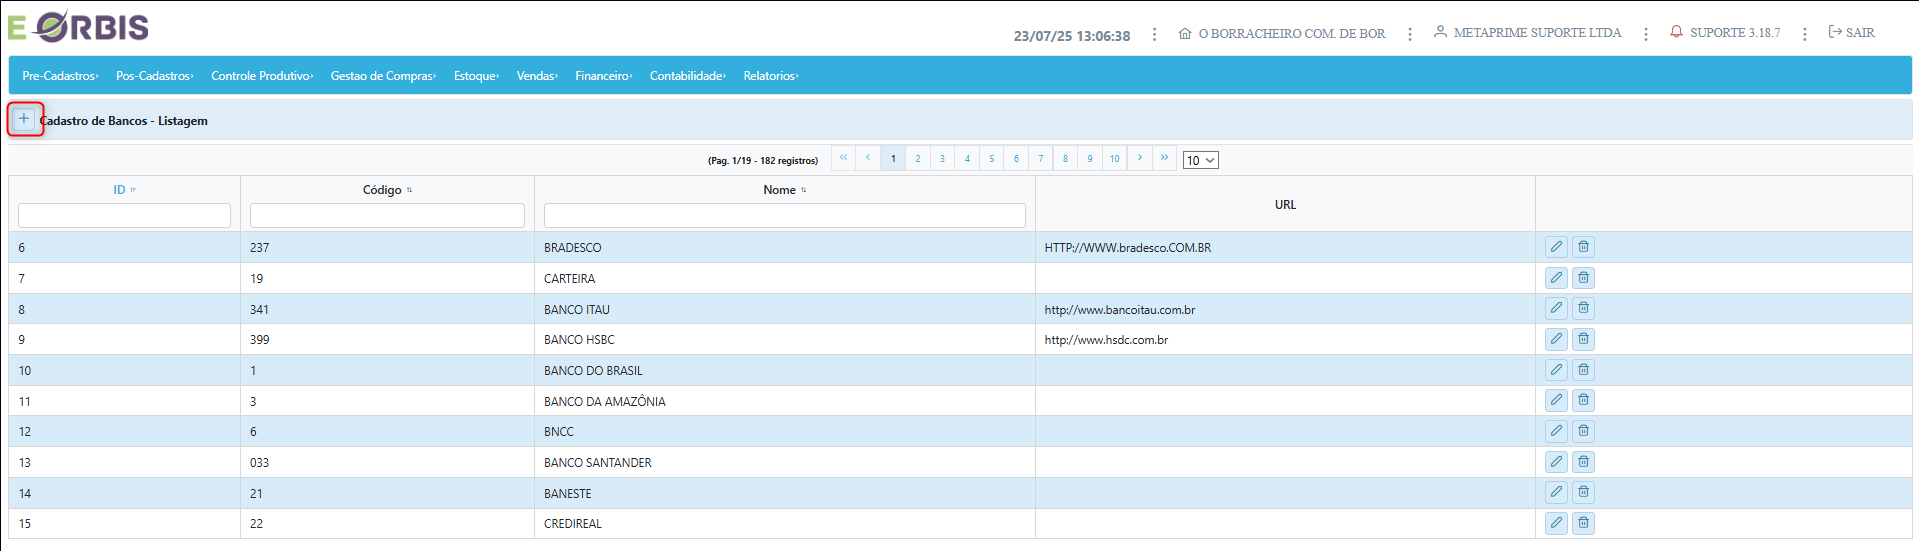 E ORBIS
23/07/25 13:06:38 O BORRACHEIRO COM. DE BOR METAPRIME SUPORTE LTDA SUPORTE 3.18.7 SAIR
Pre-Cadastros Pos-Cadastros Controle Produtivo Gestao de Compras Estoque Vendas Financeiro Contabilidade Relatorios
Cadastro de Bancos - Listagem
(Pag. 1/19 - 182 registros) 1 2 3 4 5 6 7 8 9 10 10
ID Código Nome URL
6 237 BRADESCO HTTP://WWW.bradesco.COM.BR
7 19 CARTEIRA
8 341 BANCO ITAU http://www.bancoitau.com.br
9 399 BANCO HSBC http://www.hsdc.com.br
10 1 BANCO DO BRASIL
11 3 BANCO DA AMAZÔNIA
12 6 BNCC
13 033 BANCO SANTANDER
14 21 BANESTE
15 22 CREDIREAL